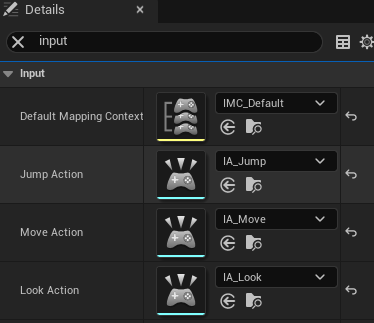 Details
input
Input
Default Mapping Context
IMC_Default
Jump Action
IA_Jump
Move Action
IA_Move
Look Action
IA_Look